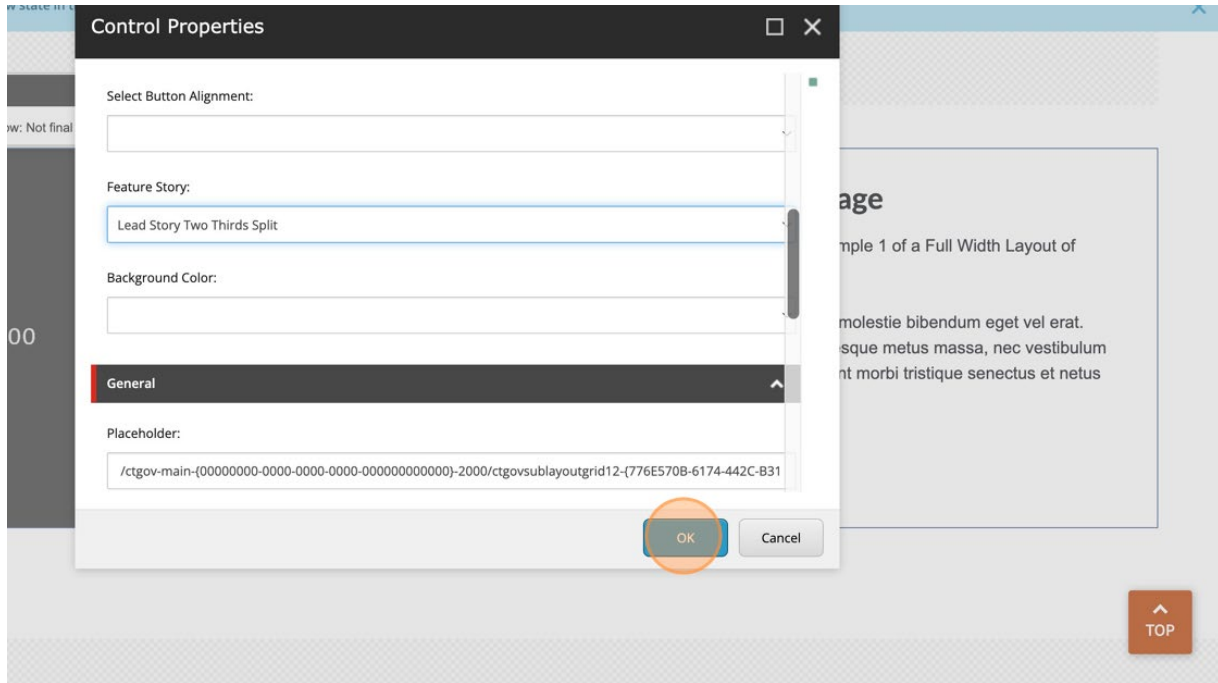 Control Properties
Select Button Alignment:
ow: Not final
Feature Story:
Lead Story Two Thirds Split
age
mple 1 of a Full Width Layout of
Background Color:
molestie bibendum eget vel erat.
00
sque metus massa, nec vestibulum
nt morbi tristique senectus et netus
General
Placeholder:
/ctgov-main-{00000000-0000-0000-0000-000000000000}-2000/ctgovsublayoutgrid12-{776E570B-6174-442C-B31
OK
Cancel
TOP